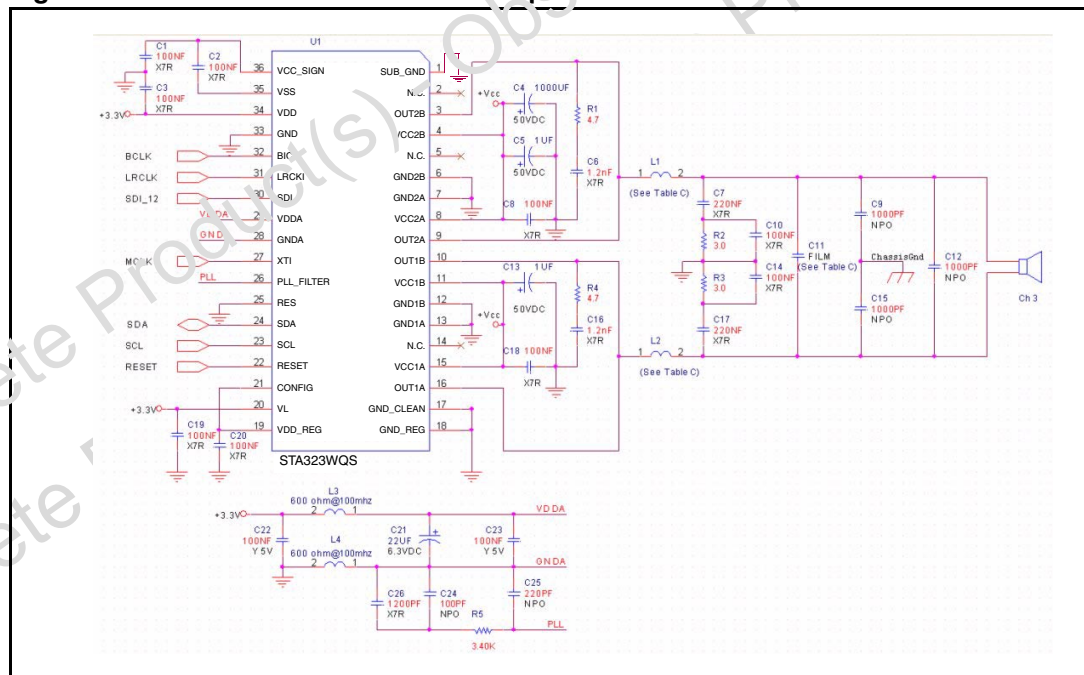 U1
C1
100NF
X7R
C2
100NF
X7R
C3
100NF
X7R
+3.3V
BCLK
LRCLK
SDI_12
VDDA
GND
MCLK
PLL
SDA
SCL
RESET
+3.3V
C19
100NF
X7R
C20
100NF
X7R
36 VCC_SIGN
35 VSS
34 VDD
33 GND
32
31 LRCKI
30 SDI
29 VDDA
28 GNDA
27 XTI
26 PLL_FILTER
25 RES
24 SDA
23 SCL
22 RESET
21 CONFIG
20 VL
19 VDD_REG
SUB_GND 1
N.C. 2
OUT2B 3
VCC2B 4
N.C. 5
GND2B 6
GND2A 7
VCC2A 8
OUT2A 9
OUT1B 10
VCC1B 11
GND1B 12
GND1A 13
N.C. 14
VCC1A 15
OUT1A 16
GND_CLEAN 17
GND_REG 18
STA323WQS
+Vcc
C4 1000UF
50VDC
C5 1UF
50VDC
C8 100NF
X7R
R1
4.7
C6
1.2nF
X7R
C13 1UF
50VDC
+Vcc
C18 100NF
X7R
R4
4.7
C16
1.2nF
X7R
L1
1 2
(See Table C)
C7
220NF
X7R
R2
3.0
R3
3.0
C10
100NF
X7R
C14
100NF
X7R
C17
220NF
X7R
L2
1 2
(See Table C)
C11
FILM
(See Table C)
C9
1000PF
NPO
ChassisGnd
C15
1000PF
NPO
C12
1000PF
NPO
Ch 3
L3
600 ohm@100mhz
2 1
+3.3V
VDDA
C22
100NF
Y5V
C21
22UF
6.3VDC
C23
100NF
Y5V
L4
600 ohm@100mhz
2 1
GNDA
C26
1200PF
X7R
C24
100PF
NPO
C25
220PF
NPO
R5
3.40K
PLL
Product(s)